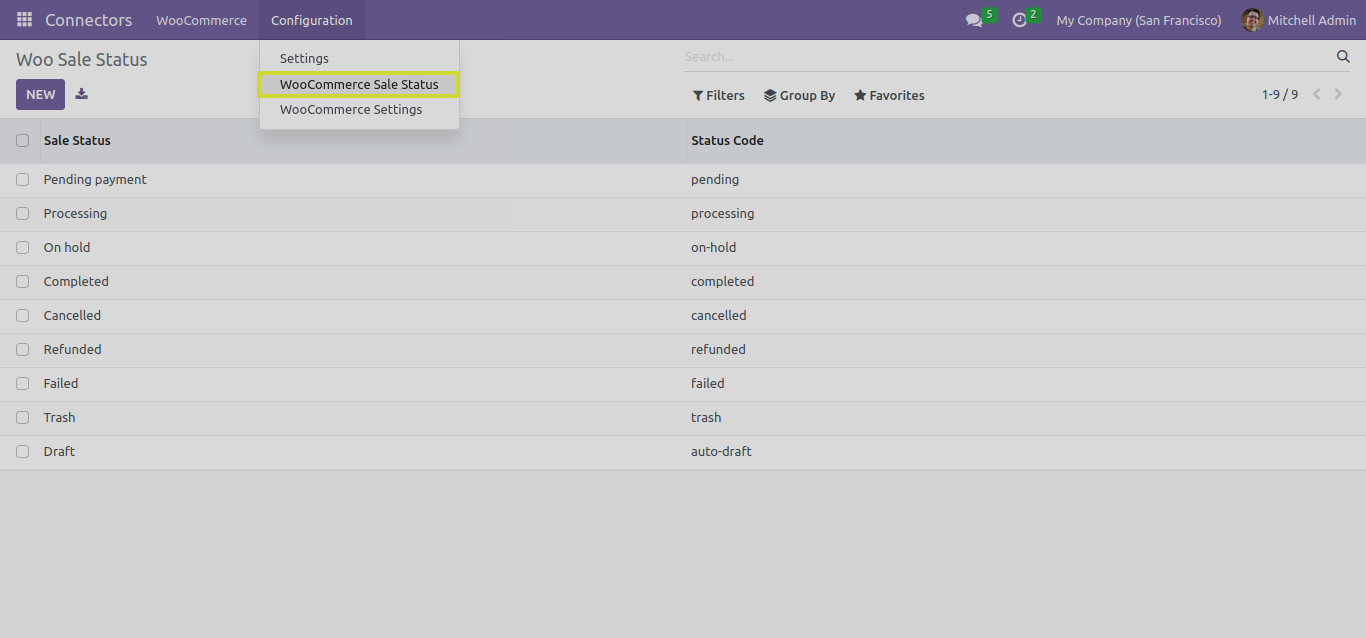 Connectors WooCommerce Configuration 5 2 My Company (San Francisco) Mitchell Admin
Woo Sale Status
Search...
Settings
WooCommerce Sale Status
WooCommerce Settings
NEW
Filters Group By Favorites 1-9 / 9
Sale Status Status Code
Pending payment pending
Processing processing
On hold on-hold
Completed completed
Cancelled cancelled
Refunded refunded
Failed failed
Trash trash
Draft auto-draft